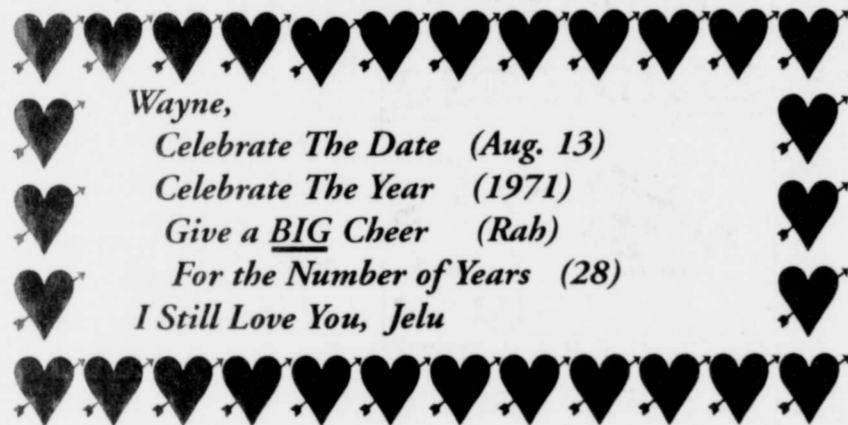 Wayne,
Celebrate The Date (Aug. 13)
Celebrate The Year (1971)
Give a BIG Cheer (Rah)
For the Number of Years (28)
I Still Love You, Jelu